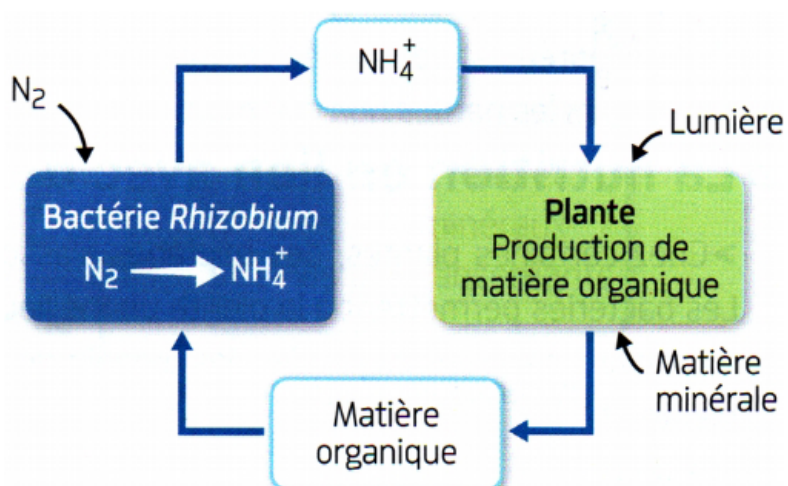 NH₄⁺
N₂
Lumière
Bactérie Rhizobium
N₂ → NH₄⁺
Plante
Production de
matière organique
Matière
minérale
Matière
organique